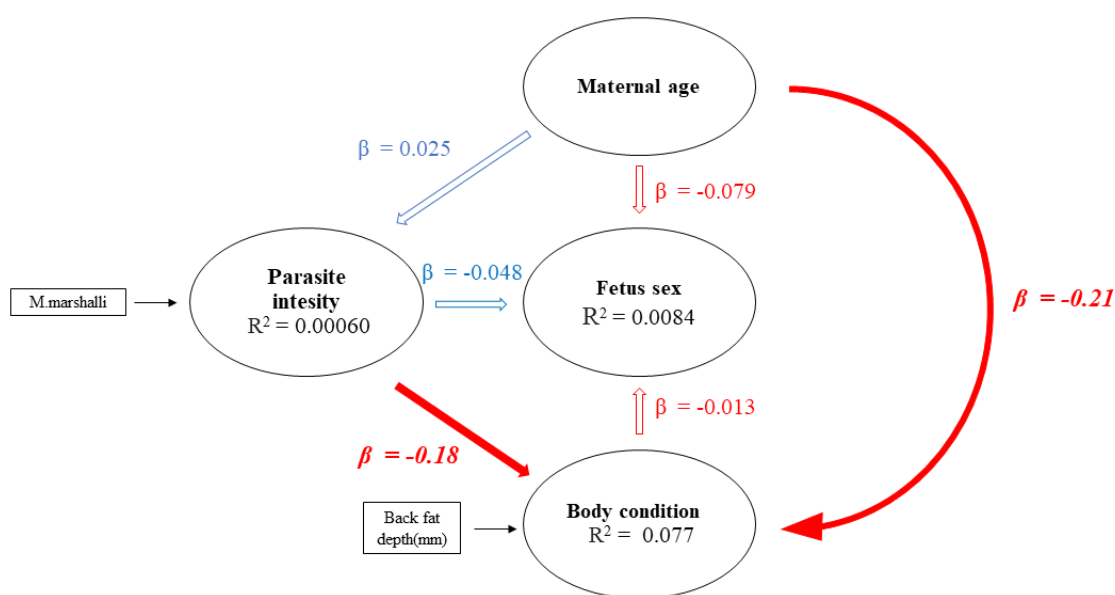 Maternal age
β = 0.025
β = -0.079
Parasite
intesity
R² = 0.00060
β = -0.048
Fetus sex
R² = 0.0084
M.marshalli
β = -0.21
β = -0.013
β = -0.18
Back fat
depth(mm)
Body condition
R² = 0.077